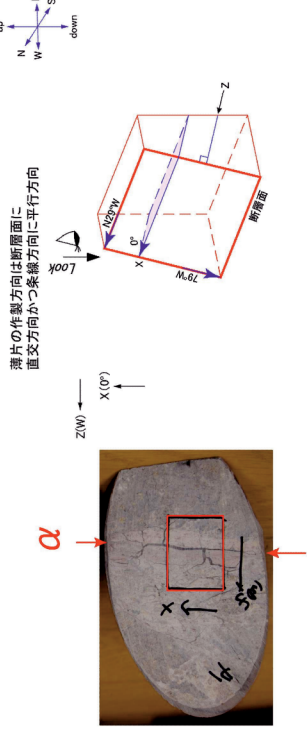 薄片の作製方向は断層面に
直交方向かつ条線方向に平行方向
up
down
N
S
W
Look
N29°W
X
0°
79°W
断層面
Z
Z(W)
X(0°)
α
X